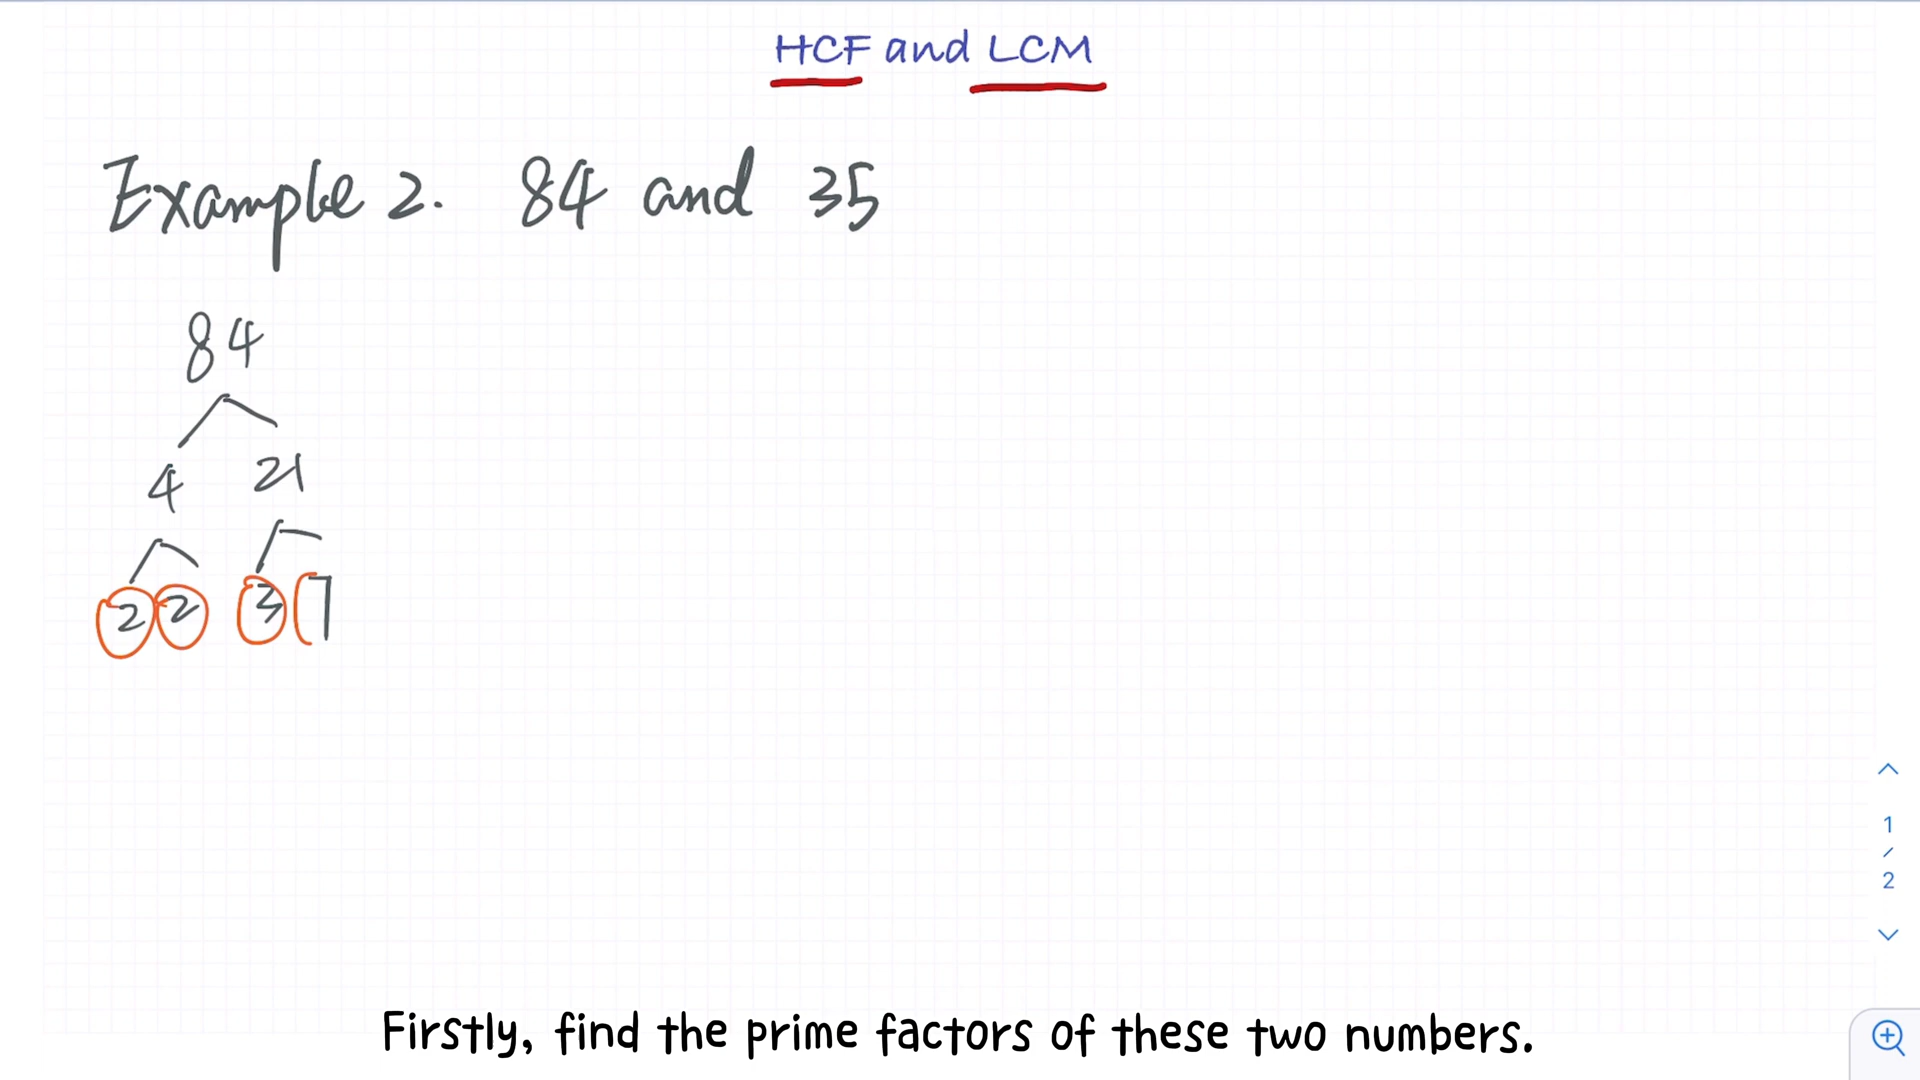 HCF and LCM
Example 2. 84 and 35
84
4 21
2 2 3 7
1
/
2
Firstly, find the prime factors of these two numbers.